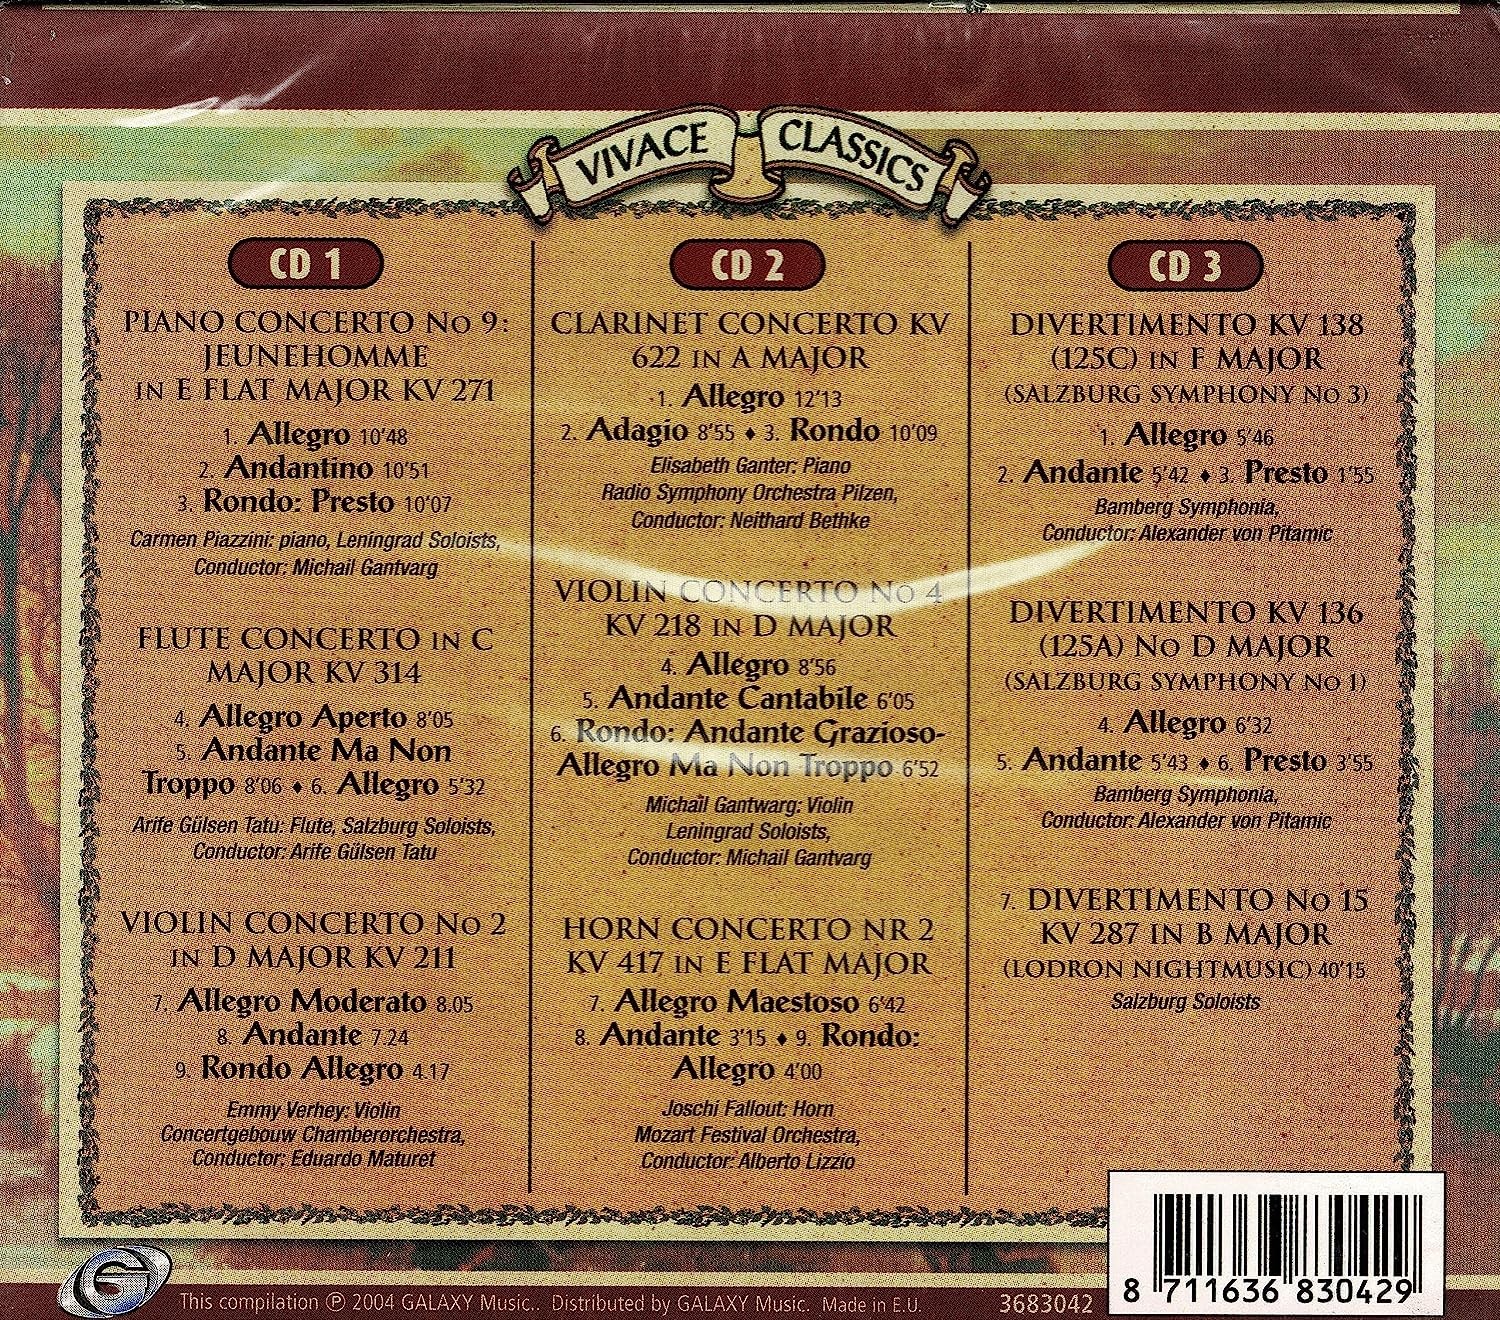 VIVACE CLASSICS
CD 1
PIANO CONCERTO No 9:
JEUNEHOMME
IN E FLAT MAJOR KV 271
1. Allegro 10'48
2. Andantino 10'51
3. Rondo: Presto 10'07
Carmen Piazzini: piano, Leningrad Soloists,
Conductor: Michail Gantvarg
FLUTE CONCERTO IN C
MAJOR KV 314
4. Allegro Aperto 8'05
5. Andante Ma Non
Troppo 8'06 ♦ 6. Allegro 5'32
Arife Gülsen Tatu: Flute, Salzburg Soloists,
Conductor: Arife Gülsen Tatu
VIOLIN CONCERTO No 2
IN D MAJOR KV 211
7. Allegro Moderato 8.05
8. Andante 7.24
9. Rondo Allegro 4.17
Emmy Verhey: Violin
Concertgebouw Chamberorchestra,
Conductor: Eduardo Maturet
CD 2
CLARINET CONCERTO KV
622 IN A MAJOR
1. Allegro 12'13
2. Adagio 8'55 ♦ 3. Rondo 10'09
Elisabeth Ganter: Piano
Radio Symphony Orchestra Pilzen,
Conductor: Neithard Bethke
VIOLIN CONCERTO No 4
KV 218 IN D MAJOR
4. Allegro 8'56
5. Andante Cantabile 6'05
6. Rondo: Andante Grazioso-
Allegro Ma Non Troppo 6'52
Michail Gantwarg: Violin
Leningrad Soloists,
Conductor: Michail Gantvarg
HORN CONCERTO NR 2
KV 417 IN E FLAT MAJOR
7. Allegro Maestoso 6'42
8. Andante 3'15 ♦ 9. Rondo:
Allegro 4'00
Joschi Fallout: Horn
Mozart Festival Orchestra,
Conductor: Alberto Lizzio
CD 3
DIVERTIMENTO KV 138
(125C) IN F MAJOR
(SALZBURG SYMPHONY No 3)
1. Allegro 5'46
2. Andante 5'42 ♦ 3. Presto 1'55
Bamberg Symphonia,
Conductor: Alexander von Pitamic
DIVERTIMENTO KV 136
(125A) No D MAJOR
(SALZBURG SYMPHONY No 1)
4. Allegro 6'32
5. Andante 5'43 ♦ 6. Presto 3'55
Bamberg Symphonia,
Conductor: Alexander von Pitamic
7. DIVERTIMENTO No 15
KV 287 IN B MAJOR
(LODRON NIGHTMUSIC) 40'15
Salzburg Soloists
G
This compilation ℗ 2004 GALAXY Music.. Distributed by GALAXY Music. Made in E.U.
3683042
8 711636 830429